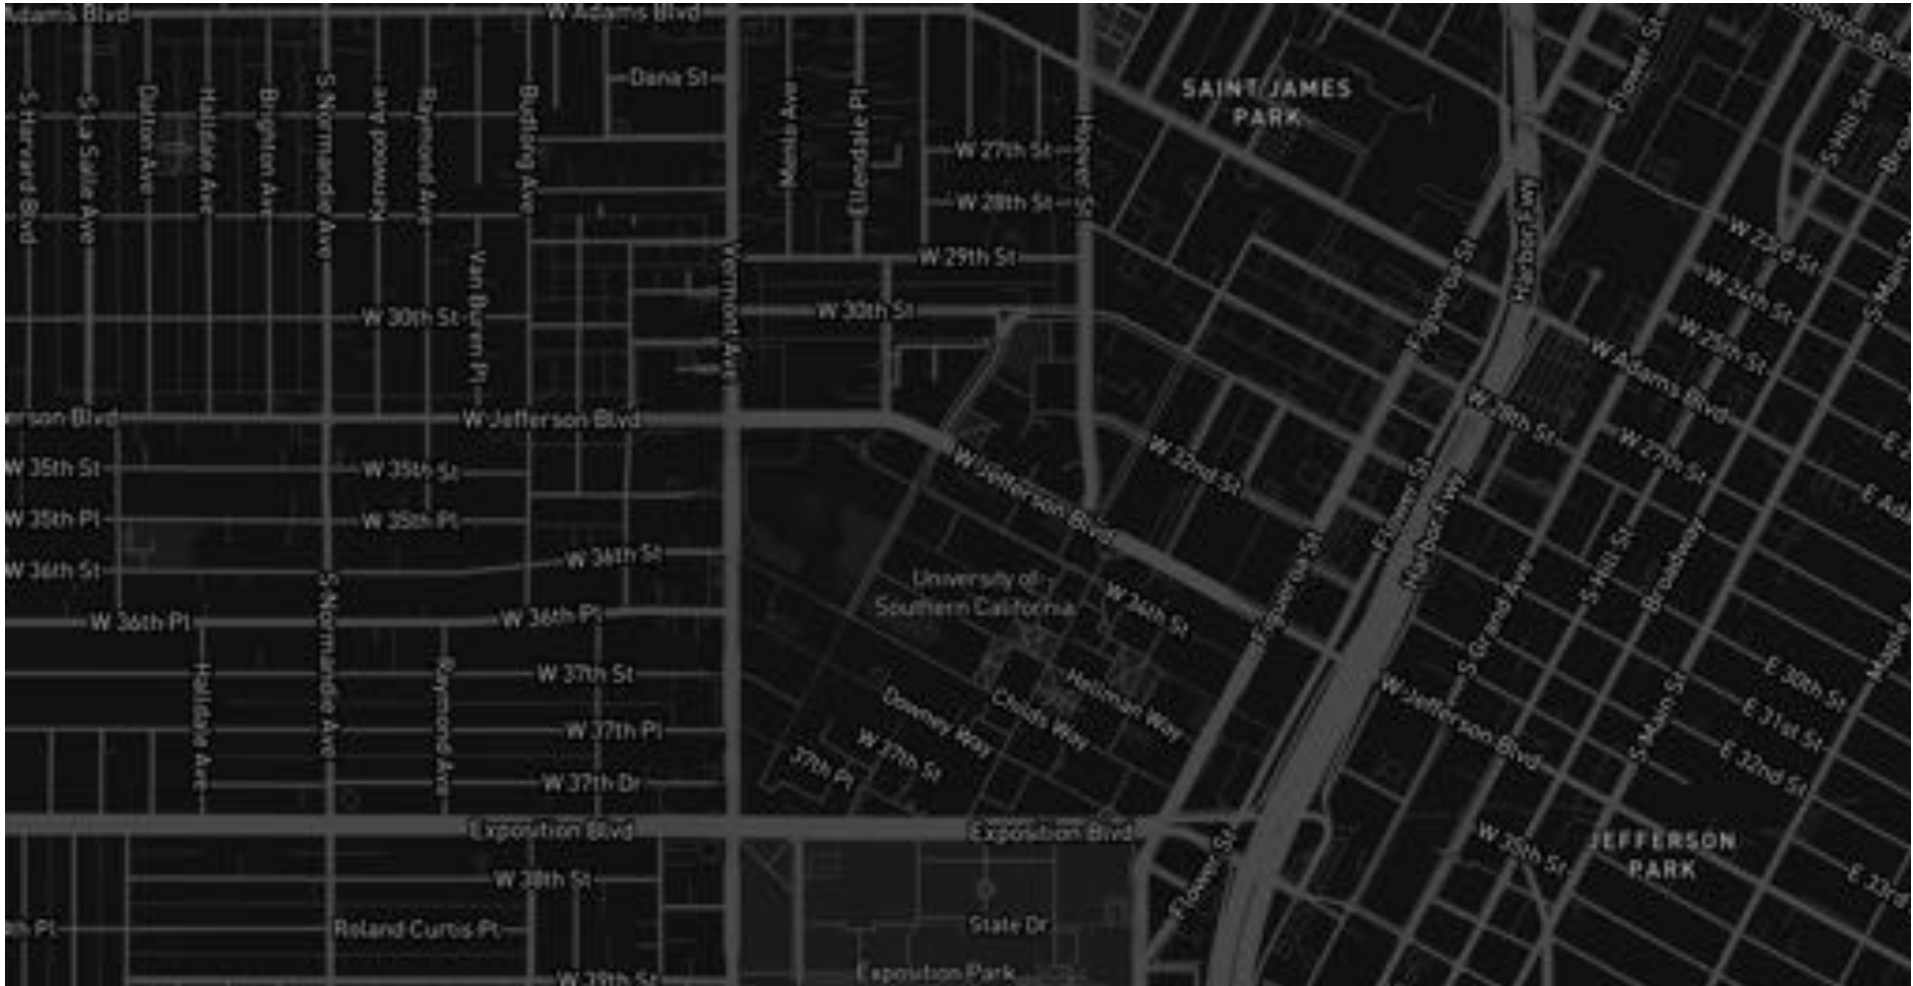 Adams Blvd
W Adams Blvd
Flower St
Dana St
SAINT JAMES
PARK
S Harvard Blvd
S La Salle Ave
Dalton Ave
Halldale Ave
Brighton Ave
S Normandie Ave
Kenwood Ave
Raymond Ave
Budlong Ave
Menlo Ave
Ellendale Pl
Hoover St
S Hill St
W 27th St
W 28th St
W 23rd St
W 29th St
Harbor Fwy
Figueroa St
W 24th St
S Main St
Van Buren Pl
Vermont Ave
W 30th St
W 30th St
W 25th St
W Adams Blvd
erson Blvd
W Jefferson Blvd
W 28th St
W 27th St
W 35th St
W 35th St
W Jefferson Blvd
W 32nd St
Flower St
Harbor Fwy
W 35th Pl
W 35th Pl
Figueroa St
S Hill St
Broadway
W 36th St
W 36th St
University of
Southern California
W 34th St
S Grand Ave
W 36th Pl
W 36th Pl
S Normandie Ave
Halldale Ave
Raymond Ave
W 37th St
Hellman Way
Childs Way
Downey Way
W Jefferson Blvd
S Main St
E 30th St
E 31st St
E 32nd St
W 37th Pl
W 37th St
37th Pl
W 37th Dr
Exposition Blvd
Exposition Blvd
Flower St
W 35th St
JEFFERSON
PARK
E 33rd
W 38th St
Roland Curtis Pl
State Dr
Exposition Park
W 39th St